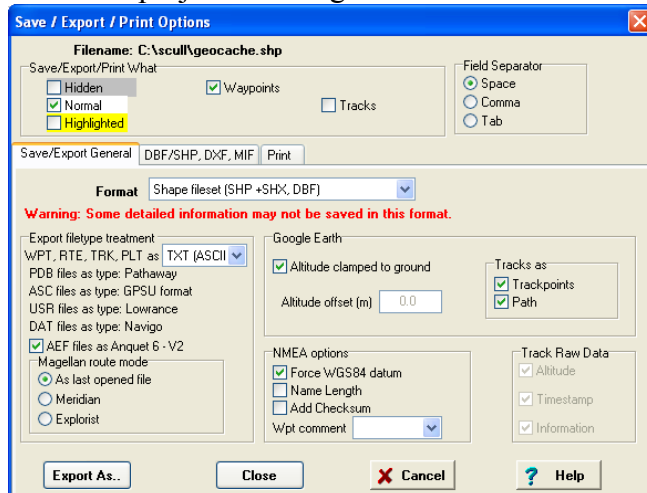 Save / Export / Print Options
Filename: C:\scull\geocache.shp
Save/Export/Print What
Hidden
Normal
Highlighted
Waypoints
Tracks
Field Separator
Space
Comma
Tab
Save/Export General DBF/SHP, DXF, MIF Print
Format Shape fileset (SHP +SHX, DBF)
Warning: Some detailed information may not be saved in this format.
Export filetype treatment
WPT, RTE, TRK, PLT as TXT (ASCII
PDB files as type: Pathaway
ASC files as type: GPSU format
USR files as type: Lowrance
DAT files as type: Navigo
AEF files as Anquet 6 - V2
Magellan route mode
As last opened file
Meridian
Explorist
Google Earth
Altitude clamped to ground
Altitude offset (m) 0.0
Tracks as
Trackpoints
Path
NMEA options
Force WGS84 datum
Name Length
Add Checksum
Wpt comment
Track Raw Data
Altitude
Timestamp
Information
Export As.. Close Cancel ? Help